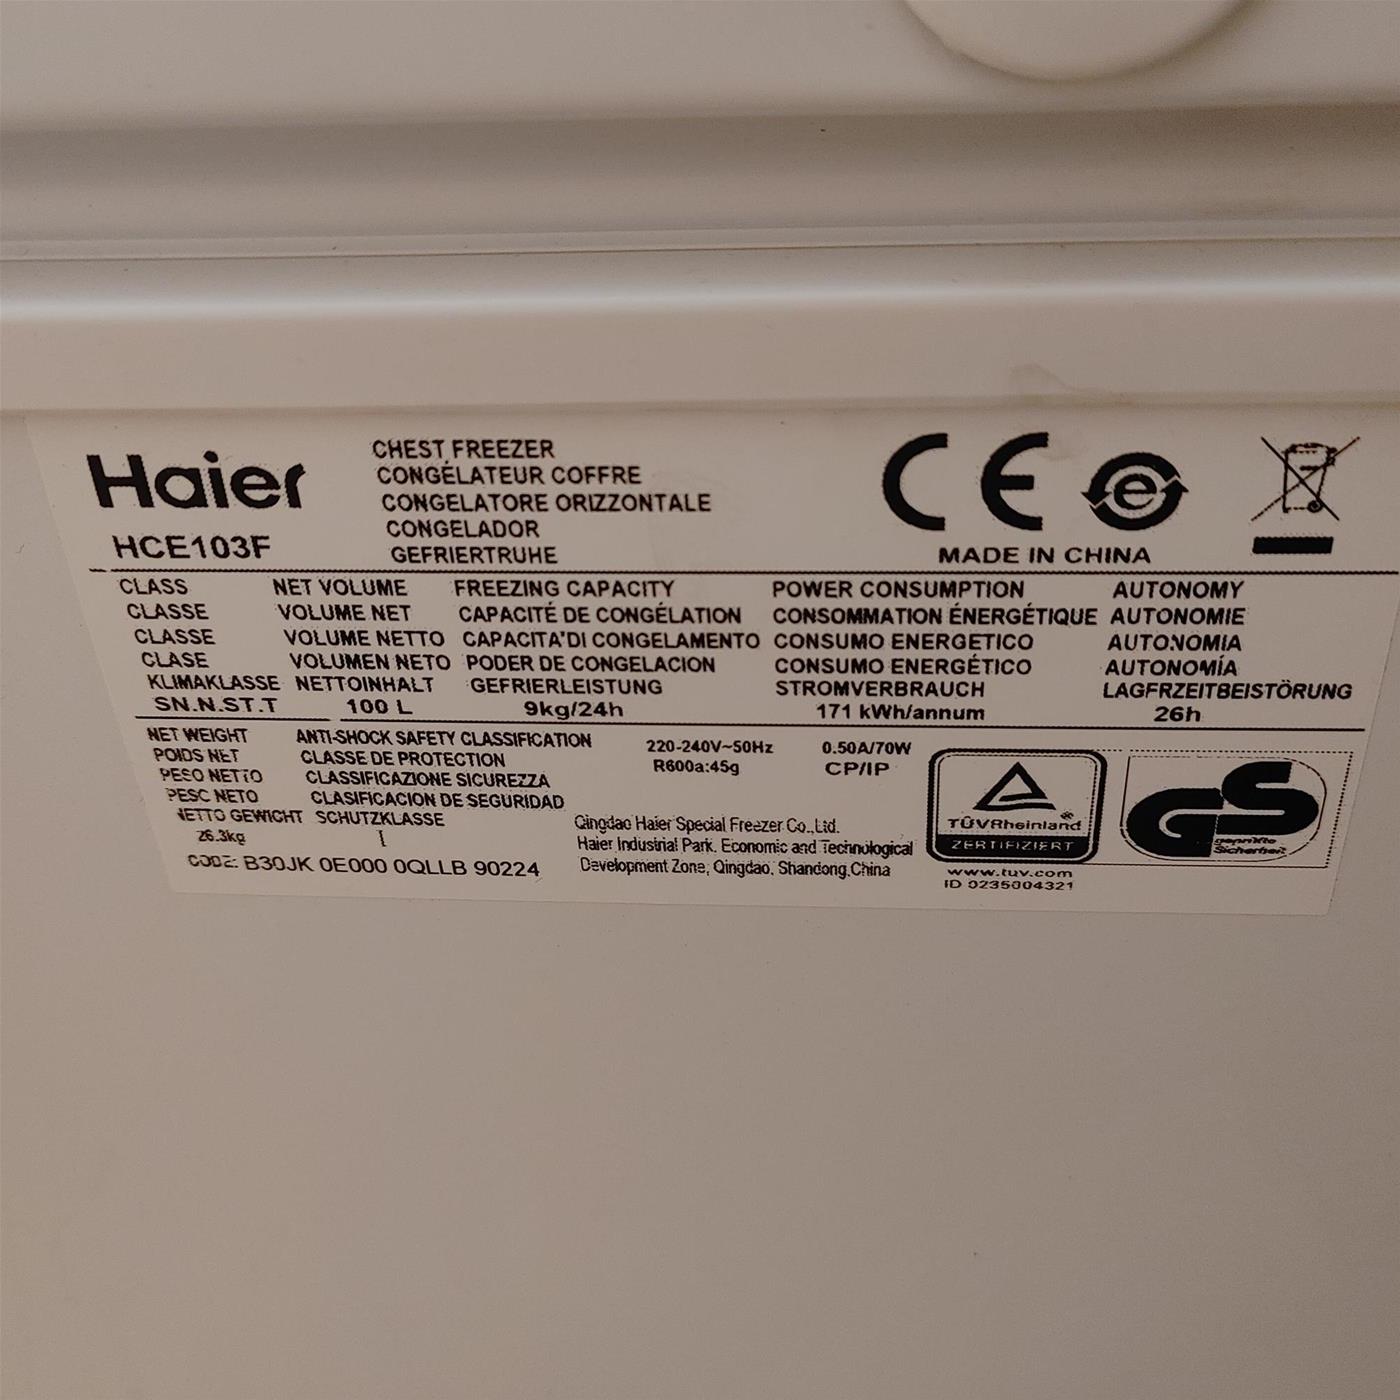 Haier
HCE103F
CHEST FREEZER
CONGÉLATEUR COFFRE
CONGELATORE ORIZZONTALE
CONGELADOR
GEFRIERTRUHE
CE
e
MADE IN CHINA
CLASS NET VOLUME FREEZING CAPACITY POWER CONSUMPTION AUTONOMY
CLASSE VOLUME NET CAPACITÉ DE CONGÉLATION CONSOMMATION ÉNERGÉTIQUE AUTONOMIE
CLASSE VOLUME NETTO CAPACITA'DI CONGELAMENTO CONSUMO ENERGETICO AUTONOMIA
CLASE VOLUMEN NETO PODER DE CONGELACION CONSUMO ENERGÉTICO AUTONOMÍA
KLIMAKLASSE NETTOINHALT GEFRIERLEISTUNG STROMVERBRAUCH LAGFRZEITBEISTÖRUNG
SN.N.ST.T 100 L 9kg/24h 171 kWh/annum 26h
NET WEIGHT ANTI-SHOCK SAFETY CLASSIFICATION
POIDS NET CLASSE DE PROTECTION
PESO NETTO CLASSIFICAZIONE SICUREZZA
PESC NETO CLASIFICACION DE SEGURIDAD
NETTO GEWICHT SCHUTZKLASSE
26.3kg I
CODE: B30JK 0E000 0QLLB 90224
220-240V~50Hz 0.50A/70W
R600a:45g CP/IP
Qingdao Haier Special Freezer Co.,Ltd.
Haier Industrial Park, Economic and Technological
Development Zone, Qingdao, Shandong,China
TÜVRheinland®
ZERTIFIZIERT
www.tuv.com
ID 0235004321
GS
geprüfte
Sicherheit